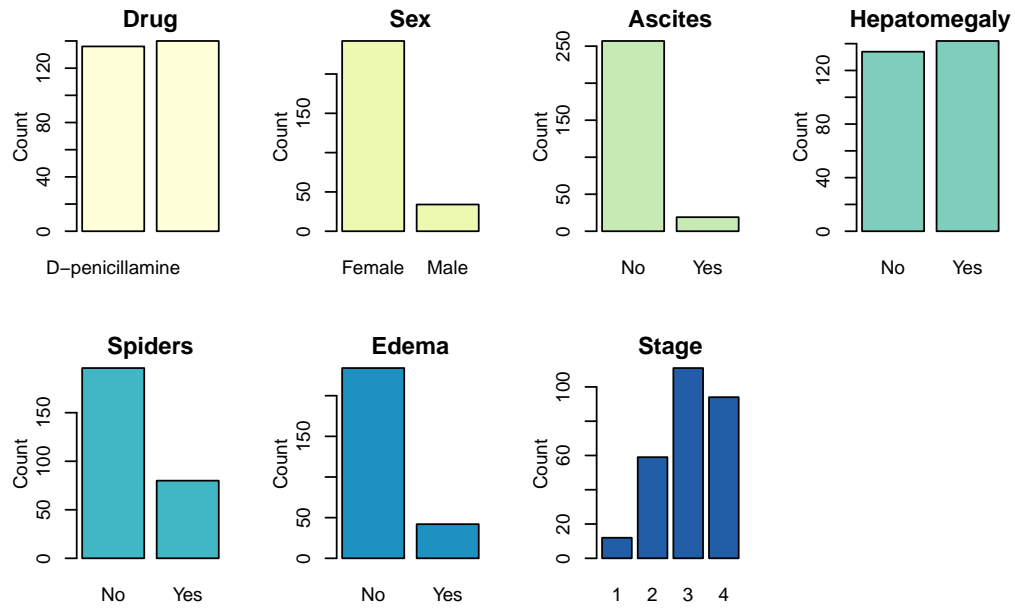 Drug
Count
0
40
80
120
D−penicillamine
Sex
Count
0
50
150
Female Male
Ascites
Count
0
50
150
250
No Yes
Hepatomegaly
Count
0
40
80
120
No Yes
Spiders
Count
0
50
100
150
No Yes
Edema
Count
0
50
150
No Yes
Stage
Count
0
20
60
100
1 2 3 4